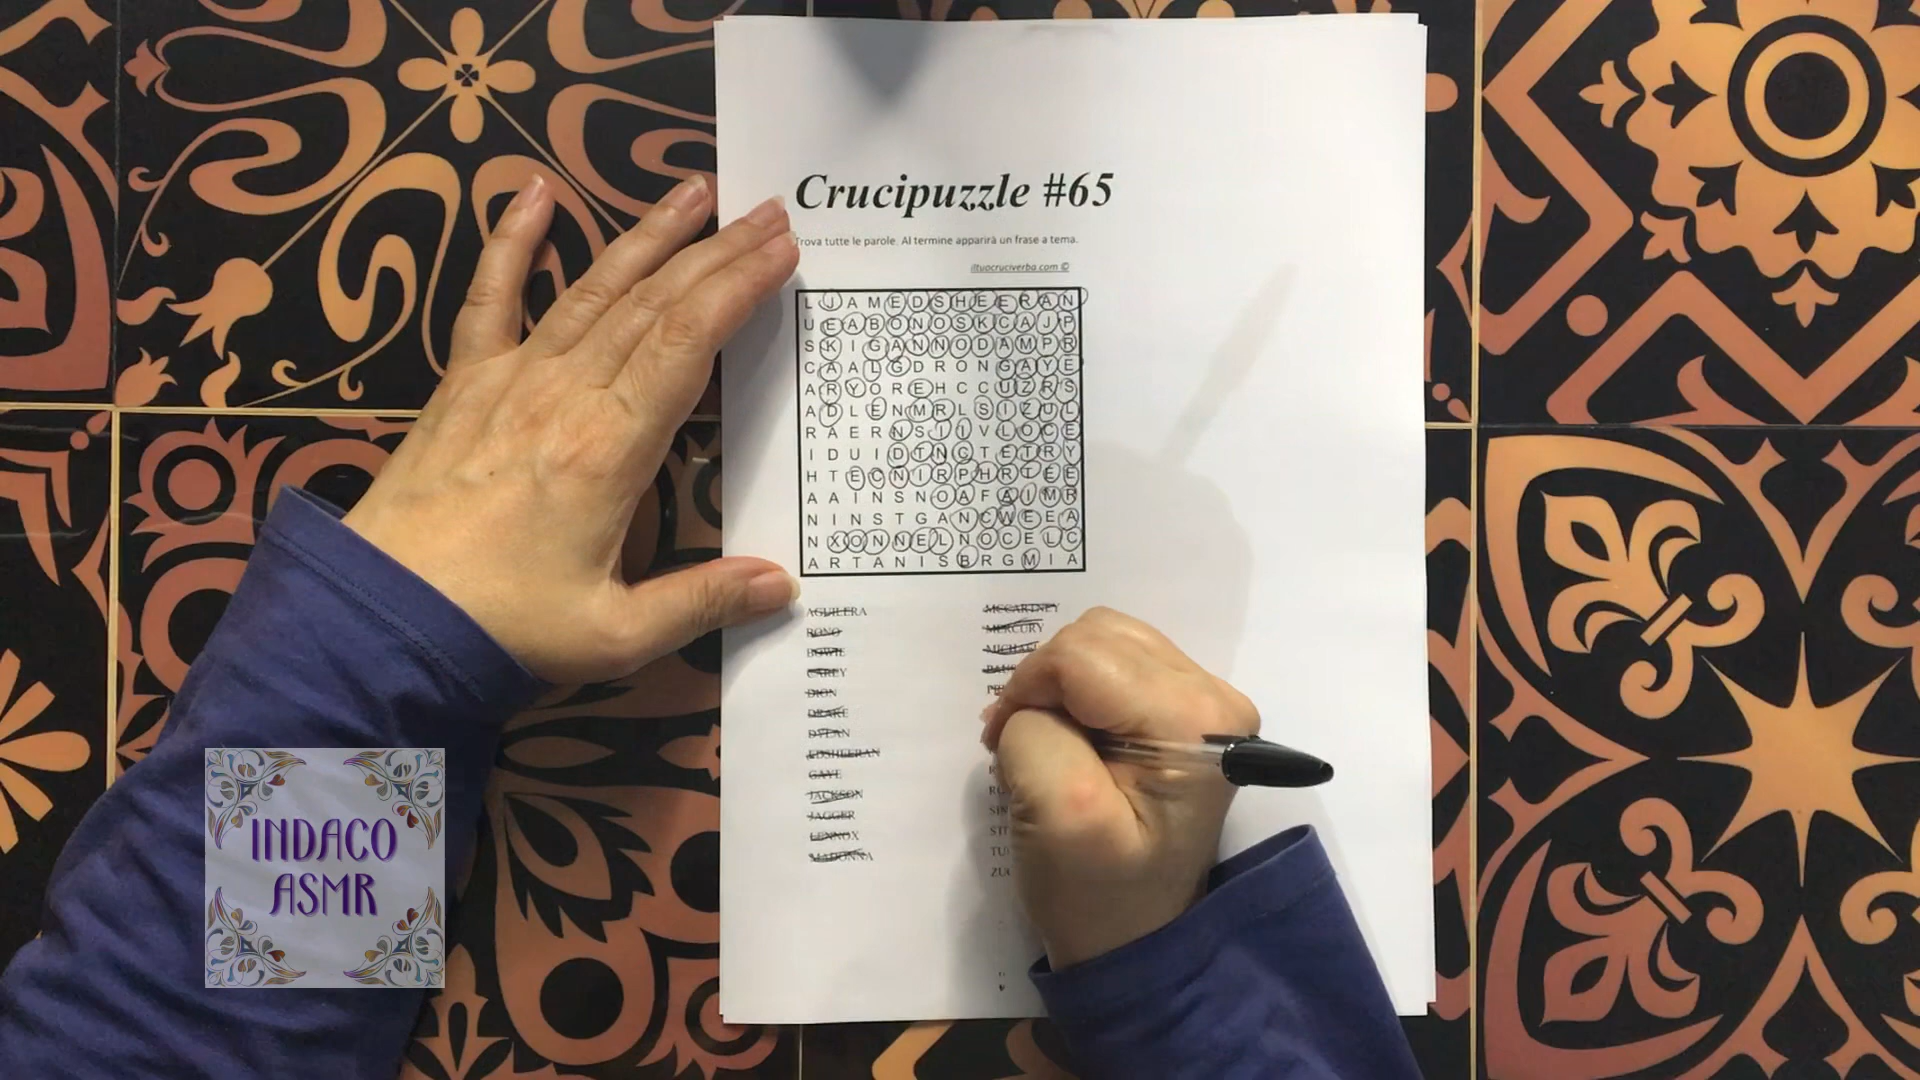 Crucipuzzle #65
Trova tutte le parole. Al termine apparirà un frase a tema.
iltuocruciverba.com ©
L J A M E D S H E E R A N
U E A B O N O S K C A J P
S K I G A N N O D A M P R
C A A L G D R O N G A Y E
A R Y O R E H C C U I Z R S
A D L E N M R L S I Z U L
R A E R N S J I V L O C E
I D U I D T N C T E T R Y
H T E C N I R P H R T E E
A A I N S N O A F A I M R
N I N S T G A N C W E E A
N X O N N E L N O C E L C
A R T A N I S B R G M I A
AGUILERA
BONO
BOWIE
CAREY
DION
DRAKE
DYLAN
EDSHEERAN
GAYE
JACKSON
JAGGER
LENNOX
MADONNA
MCCARTNEY
MERCURY
INDACO
ASMR